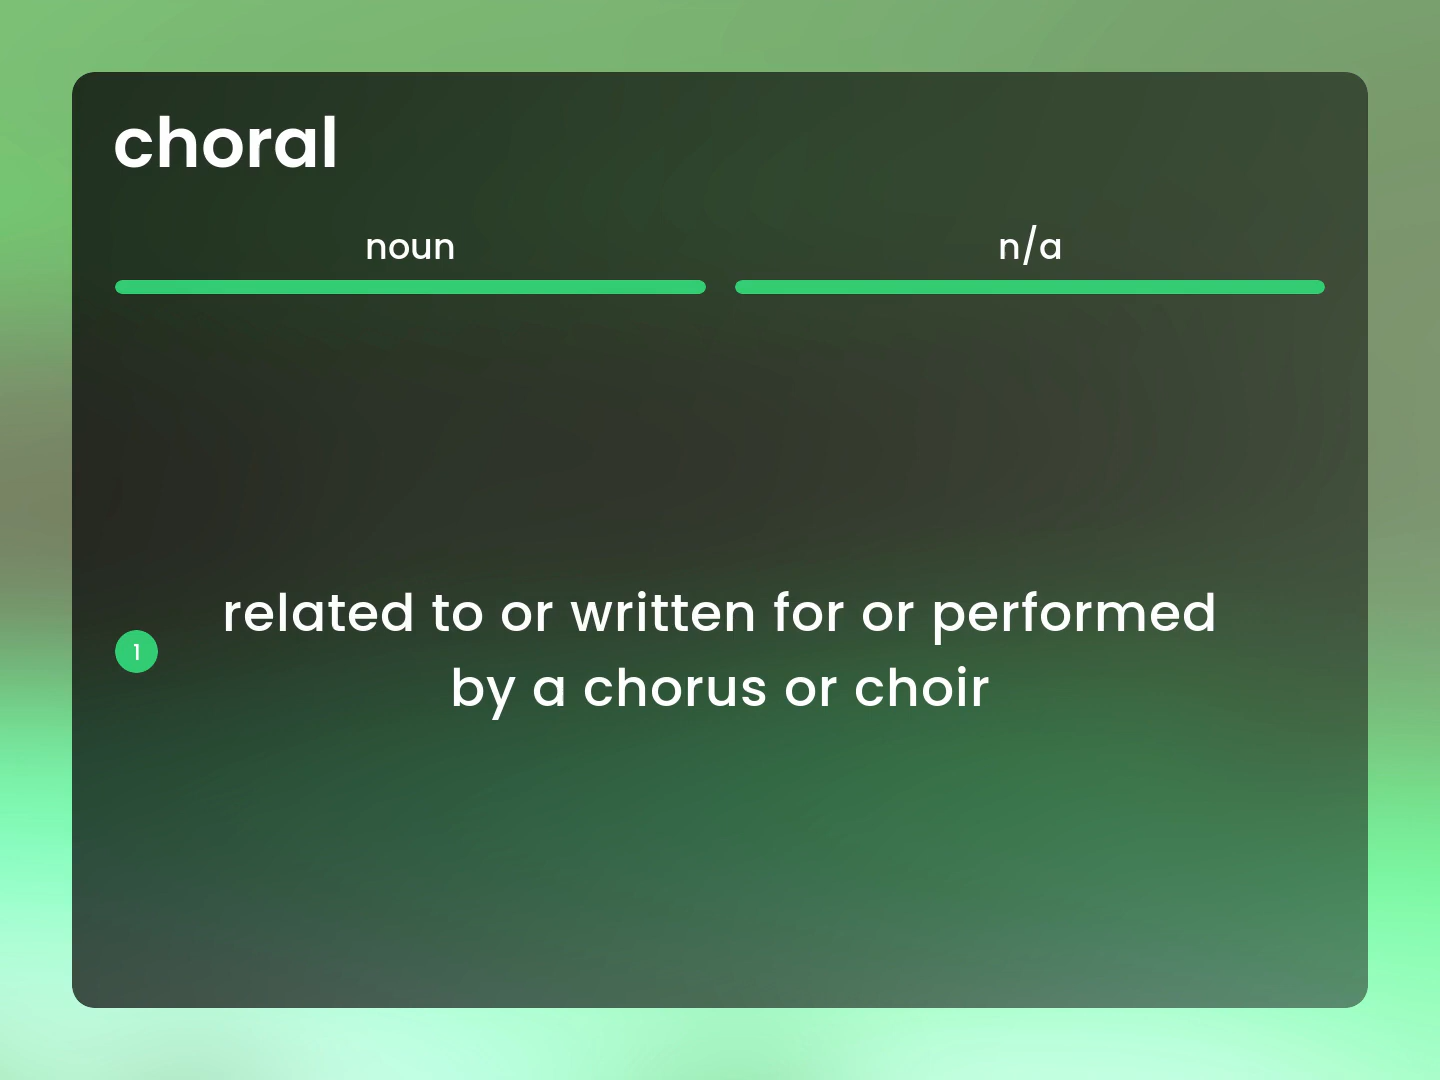 choral
noun
n/a
1
related to or written for or performed
by a chorus or choir